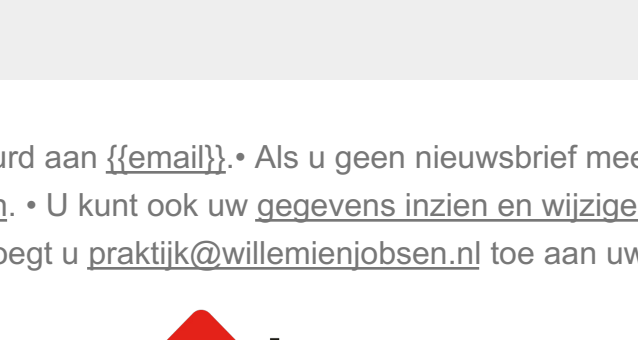 urd aan {{email}}.• Als u geen nieuwsbrief mee
n. • U kunt ook uw gegevens inzien en wijzige
oegt u praktijk@willemienjobsen.nl toe aan uw